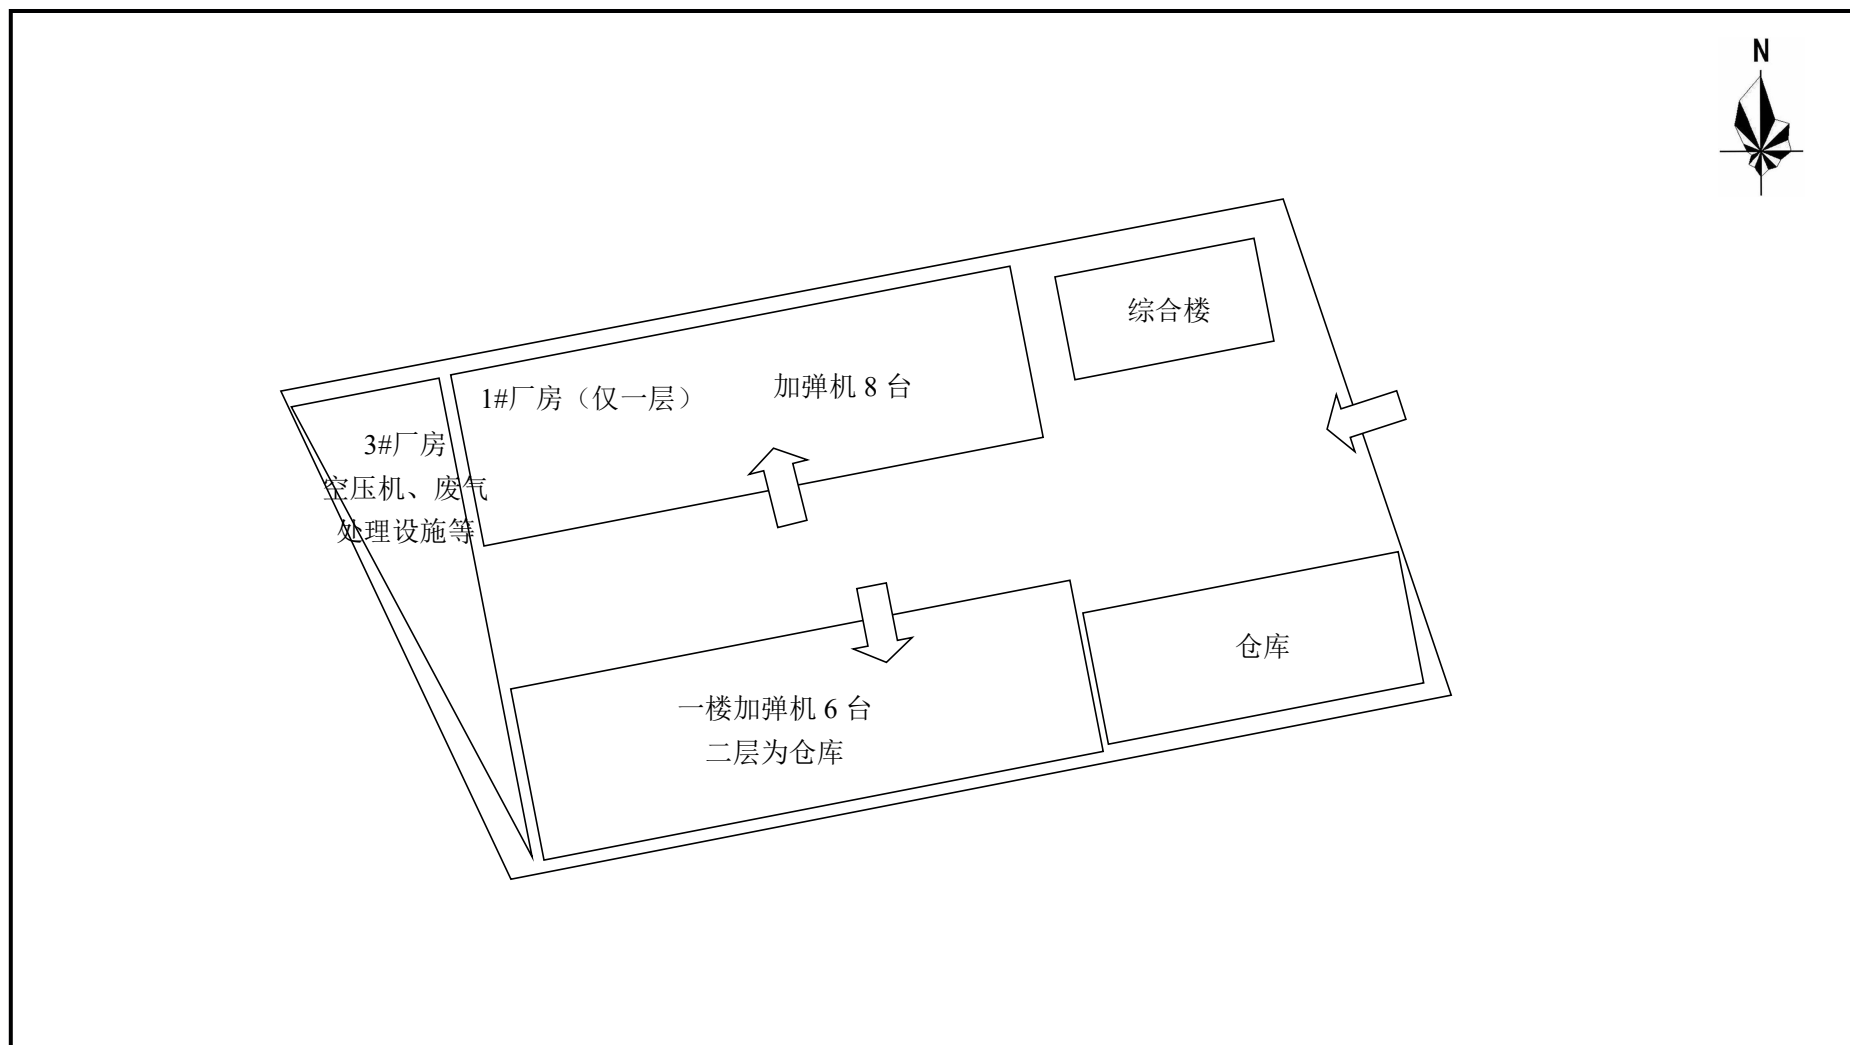 N
综合楼
1#厂房（仅一层）
加弹机 8 台
3#厂房
空压机、废气
处理设施等
仓库
一楼加弹机 6 台
二层为仓库